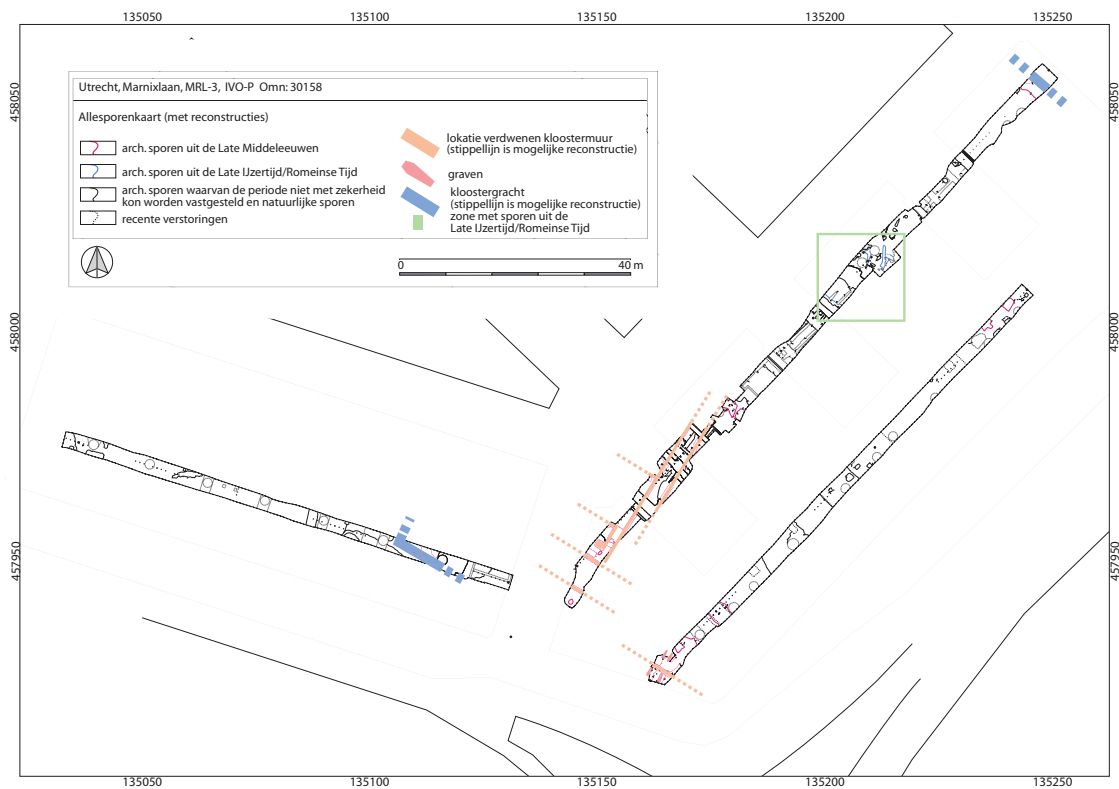 135050
135100
135150
135200
135250
458050
458050
Utrecht, Marnixlaan, MRL-3, IVO-P Omn: 30158
Allesporenkaart (met reconstructies)
arch. sporen uit de Late Middeleeuwen
arch. sporen uit de Late IJzertijd/Romeinse Tijd
arch. sporen waarvan de periode niet met zekerheid
kon worden vastgesteld en natuurlijke sporen
recente verstoringen
lokatie verdwenen kloostermuur
(stippellijn is mogelijke reconstructie)
graven
kloostergracht
(stippellijn is mogelijke reconstructie)
zone met sporen uit de
Late IJzertijd/Romeinse Tijd
0
40 m
458000
458000
457950
457950
135050
135100
135150
135200
135250